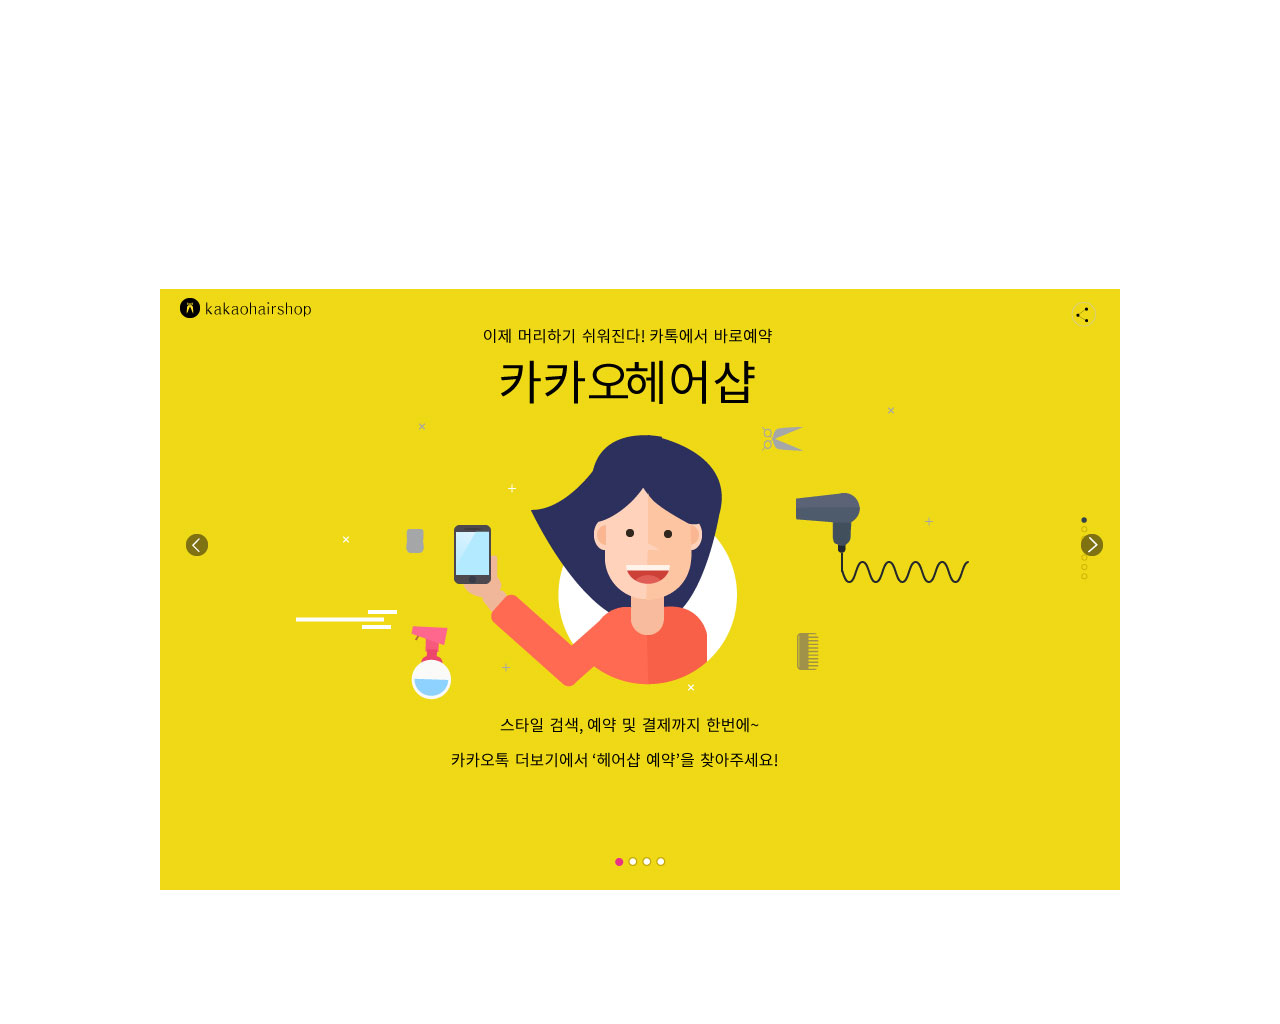 kakaohairshop
이제 머리하기 쉬워진다! 카톡에서 바로예약
카카오헤어샵
스타일 검색, 예약 및 결제까지 한번에~
카카오톡 더보기에서 ‘헤어샵 예약’을 찾아주세요!